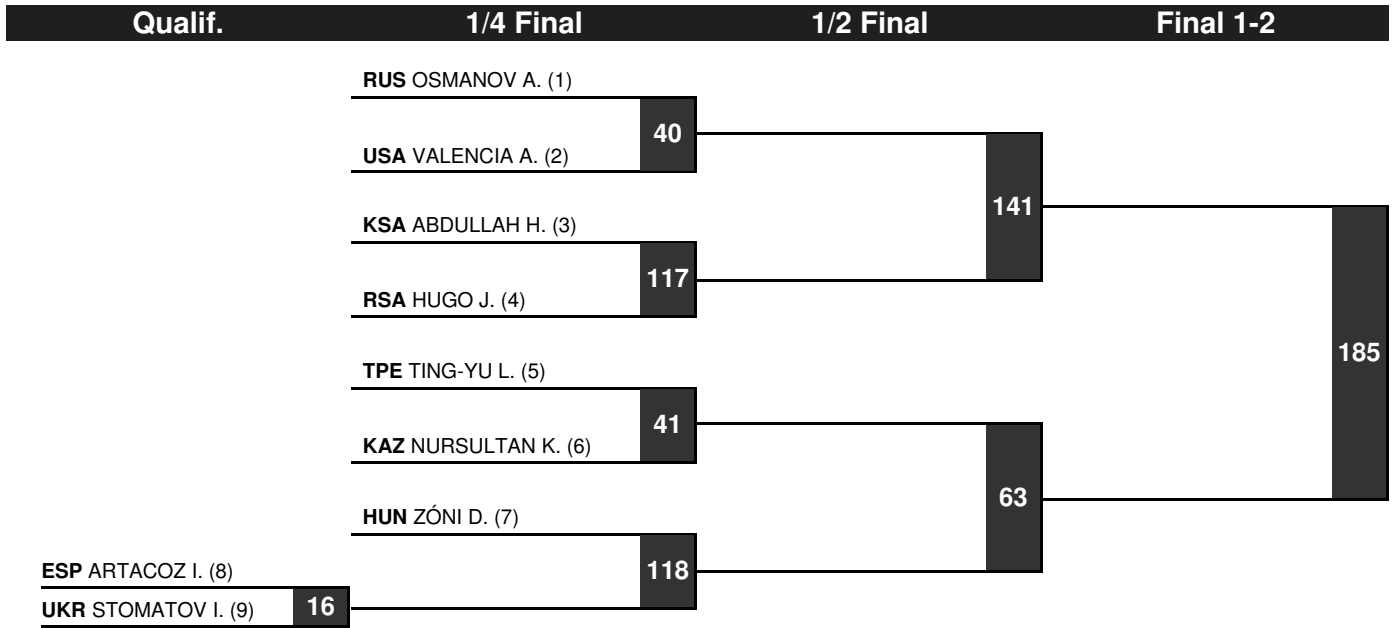 Qualif. 1/4 Final 1/2 Final Final 1-2
RUS OSMANOV A. (1)
40
USA VALENCIA A. (2)
141
KSA ABDULLAH H. (3)
117
RSA HUGO J. (4)
185
TPE TING-YU L. (5)
41
KAZ NURSULTAN K. (6)
63
HUN ZÓNI D. (7)
118
ESP ARTACOZ I. (8)
UKR STOMATOV I. (9) 16